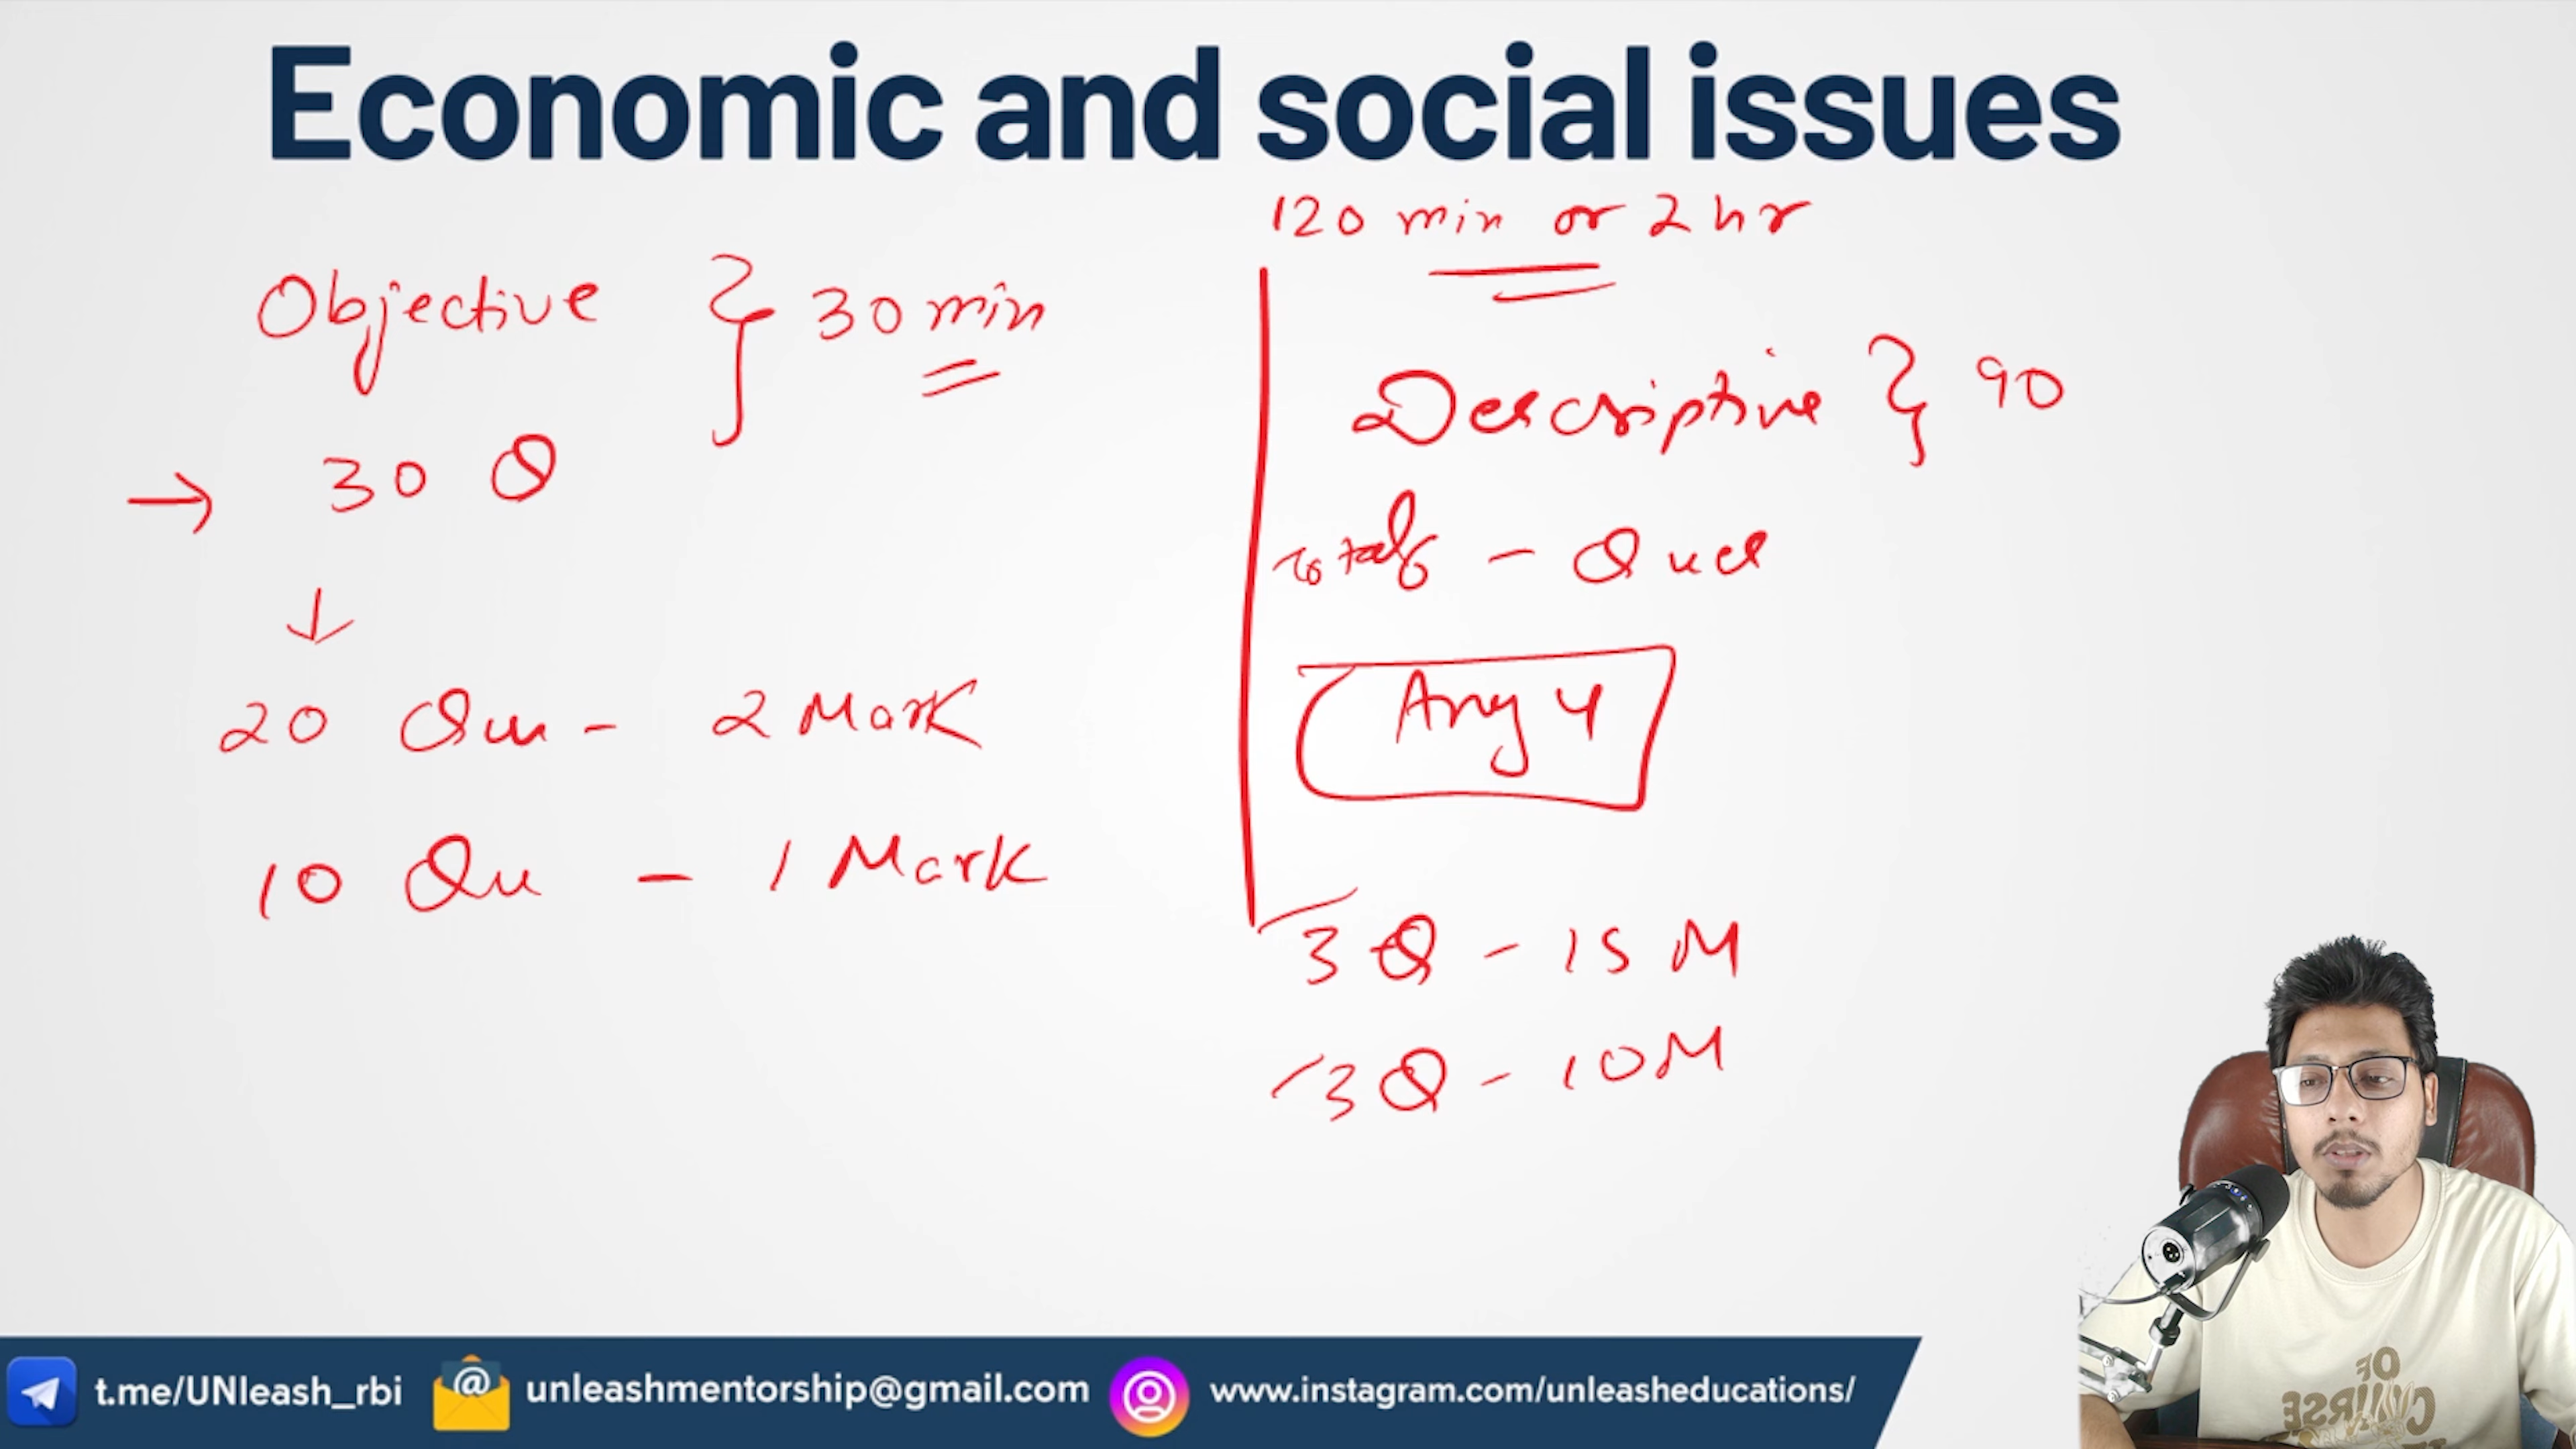 Economic and social issues
120 min or 2 hr
Objective } 30 min
→ 30 Q
↓
20 Qu - 2 Mark
10 Qu - 1 Mark
Descriptive } 90
- Ques
Any 4
3 Q - 15 M
3 Q - 10 M
t.me/UNleash_rbi
unleashmentorship@gmail.com
www.instagram.com/unleasheducations/
OF
COURSE